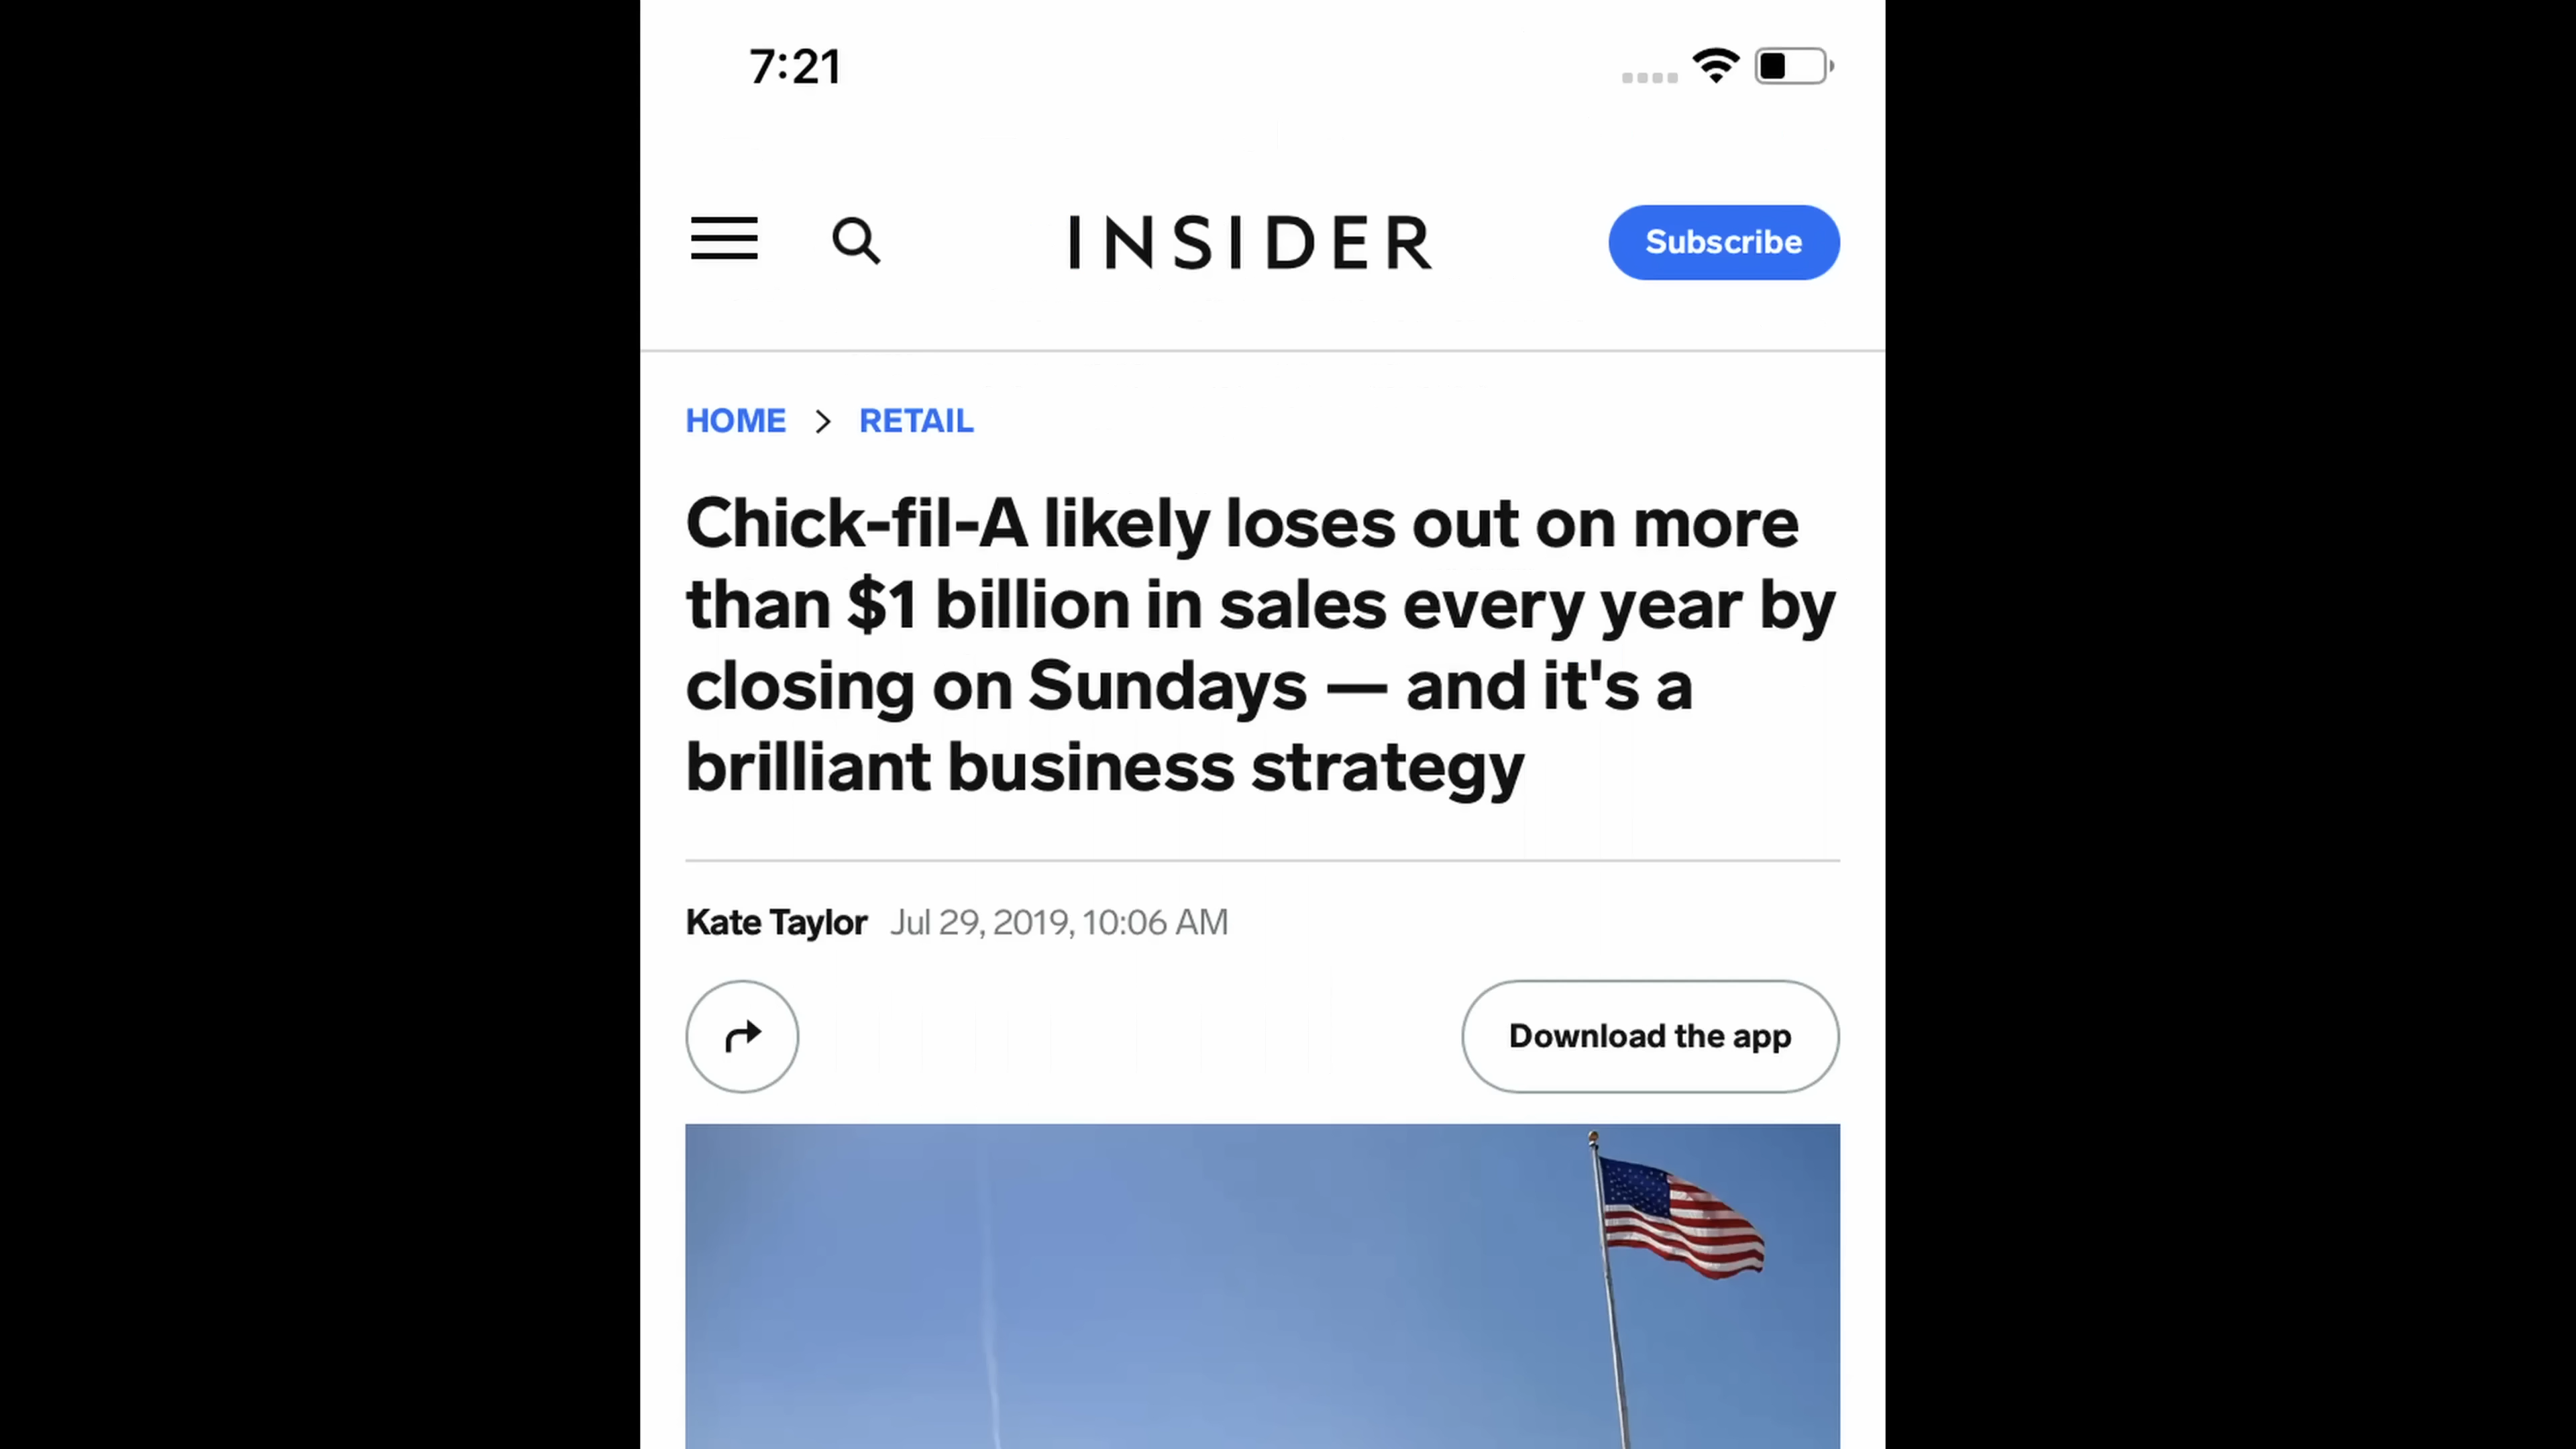 7:21
INSIDER
Subscribe
HOME > RETAIL
Chick-fil-A likely loses out on more
than $1 billion in sales every year by
closing on Sundays — and it's a
brilliant business strategy
Kate Taylor Jul 29, 2019, 10:06 AM
Download the app